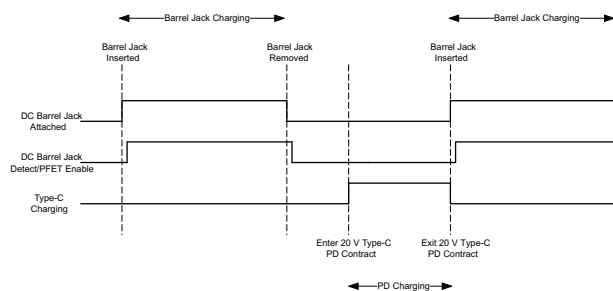 Barrel Jack Charging
Barrel Jack Charging
Barrel Jack
Inserted
Barrel Jack
Removed
Barrel Jack
Inserted
DC Barrel Jack
Attached
DC Barrel Jack
Detect/PFET Enable
Type-C
Charging
Enter 20 V Type-C
PD Contract
Exit 20 V Type-C
PD Contract
PD Charging